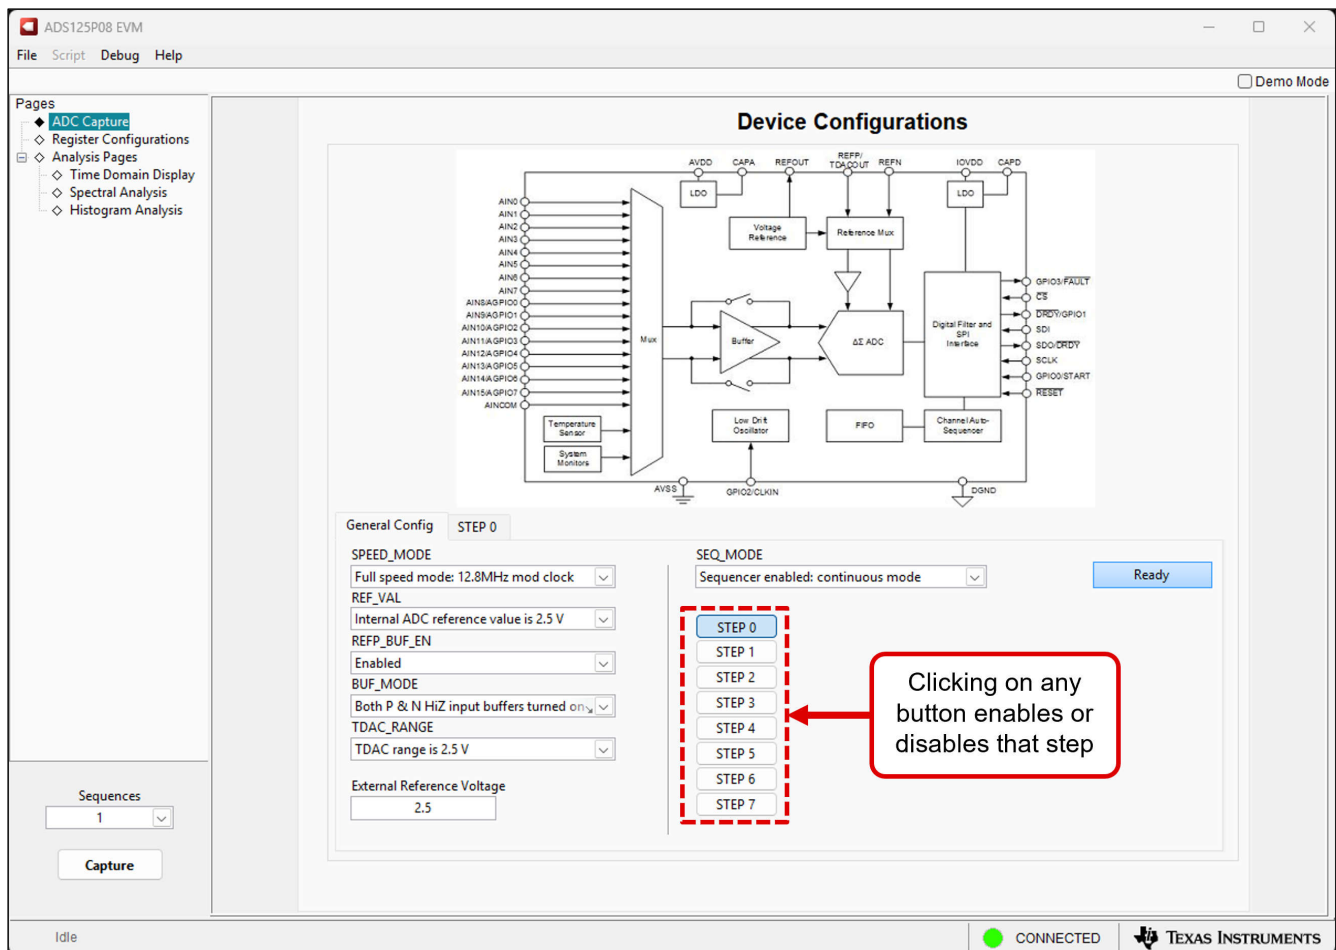 ADS125P08 EVM
File Script Debug Help
Demo Mode
Pages
ADC Capture
Register Configurations
Analysis Pages
Time Domain Display
Spectral Analysis
Histogram Analysis
Device Configurations
AVDD CAPA REFOUT REFP/TDACOUT REFN IOVDD CAPD
LDO
LDO
Voltage
Reference
Reference Mux
AIN0
AIN1
AIN2
AIN3
AIN4
AIN5
AIN6
AIN7
AIN8/AGPIO0
AIN9/AGPIO1
AIN10/AGPIO2
AIN11/AGPIO3
AIN12/AGPIO4
AIN13/AGPIO5
AIN14/AGPIO6
AIN15/AGPIO7
AINCOM
Mux
Buffer
ΔΣ ADC
Digital Filter and
SPI
Interface
GPIO3/FAULT
CS
DRDY/GPIO1
SDI
SDO/DRDY
SCLK
GPIO0/START
RESET
Temperature
Sensor
System
Monitors
Low Drift
Oscillator
FIFO
Channel Auto-
Sequencer
AVSS
GPIO2/CLKIN
DGND
General Config STEP 0
SPEED_MODE
Full speed mode: 12.8MHz mod clock
REF_VAL
Internal ADC reference value is 2.5 V
REFP_BUF_EN
Enabled
BUF_MODE
Both P & N HiZ input buffers turned on
TDAC_RANGE
TDAC range is 2.5 V
External Reference Voltage
2.5
SEQ_MODE
Sequencer enabled: continuous mode
Ready
STEP 0
STEP 1
STEP 2
STEP 3
STEP 4
STEP 5
STEP 6
STEP 7
Clicking on any
button enables or
disables that step
Sequences
1
Capture
Idle
CONNECTED
TEXAS INSTRUMENTS